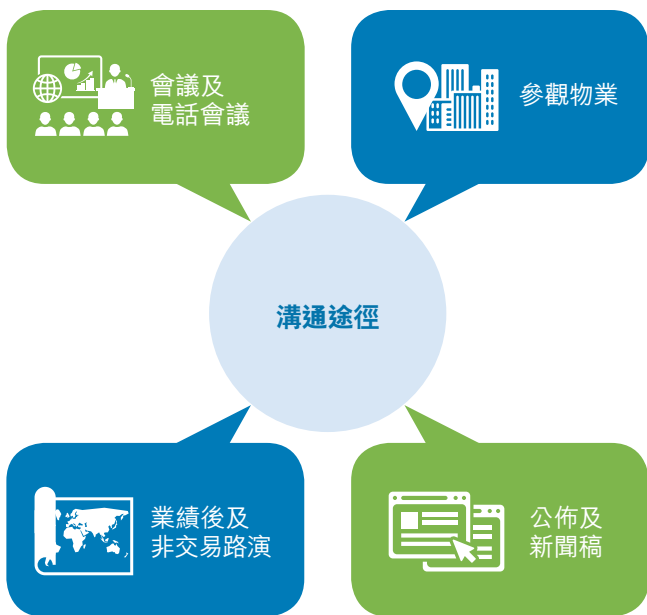 會議及
電話會議
參觀物業
溝通途徑
業績後及
非交易路演
公佈及
新聞稿